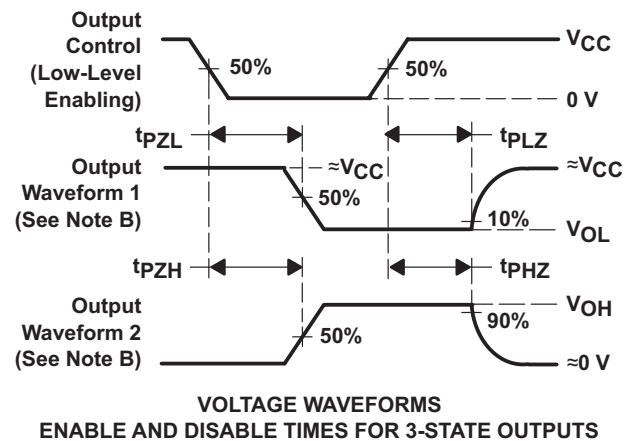 Output
Control
(Low-Level
Enabling)
50%
50%
VCC
0 V
tPZL
tPLZ
Output
Waveform 1
(See Note B)
≈VCC
50%
≈VCC
10%
VOL
tPZH
tPHZ
Output
Waveform 2
(See Note B)
50%
VOH
90%
≈0 V
VOLTAGE WAVEFORMS
ENABLE AND DISABLE TIMES FOR 3-STATE OUTPUTS